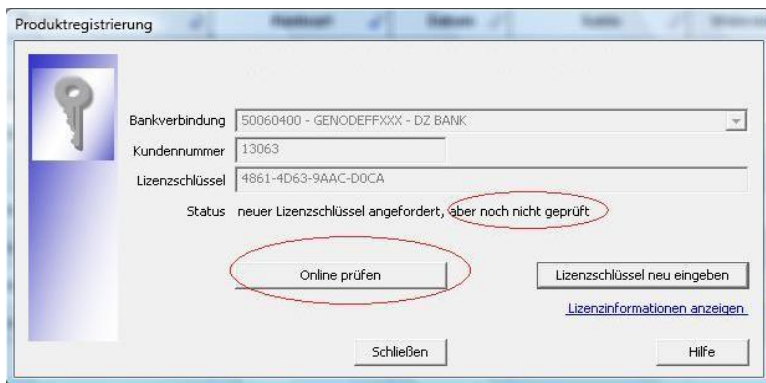 Produktregistrierung
Bankverbindung 50060400 - GENODEFFXXX - DZ BANK
Kundennummer 13063
Lizenzschlüssel 4861-4D63-9AAC-D0CA
Status neuer Lizenzschlüssel angefordert, aber noch nicht geprüft
Online prüfen Lizenzschlüssel neu eingeben
Lizenzinformationen anzeigen
Schließen Hilfe